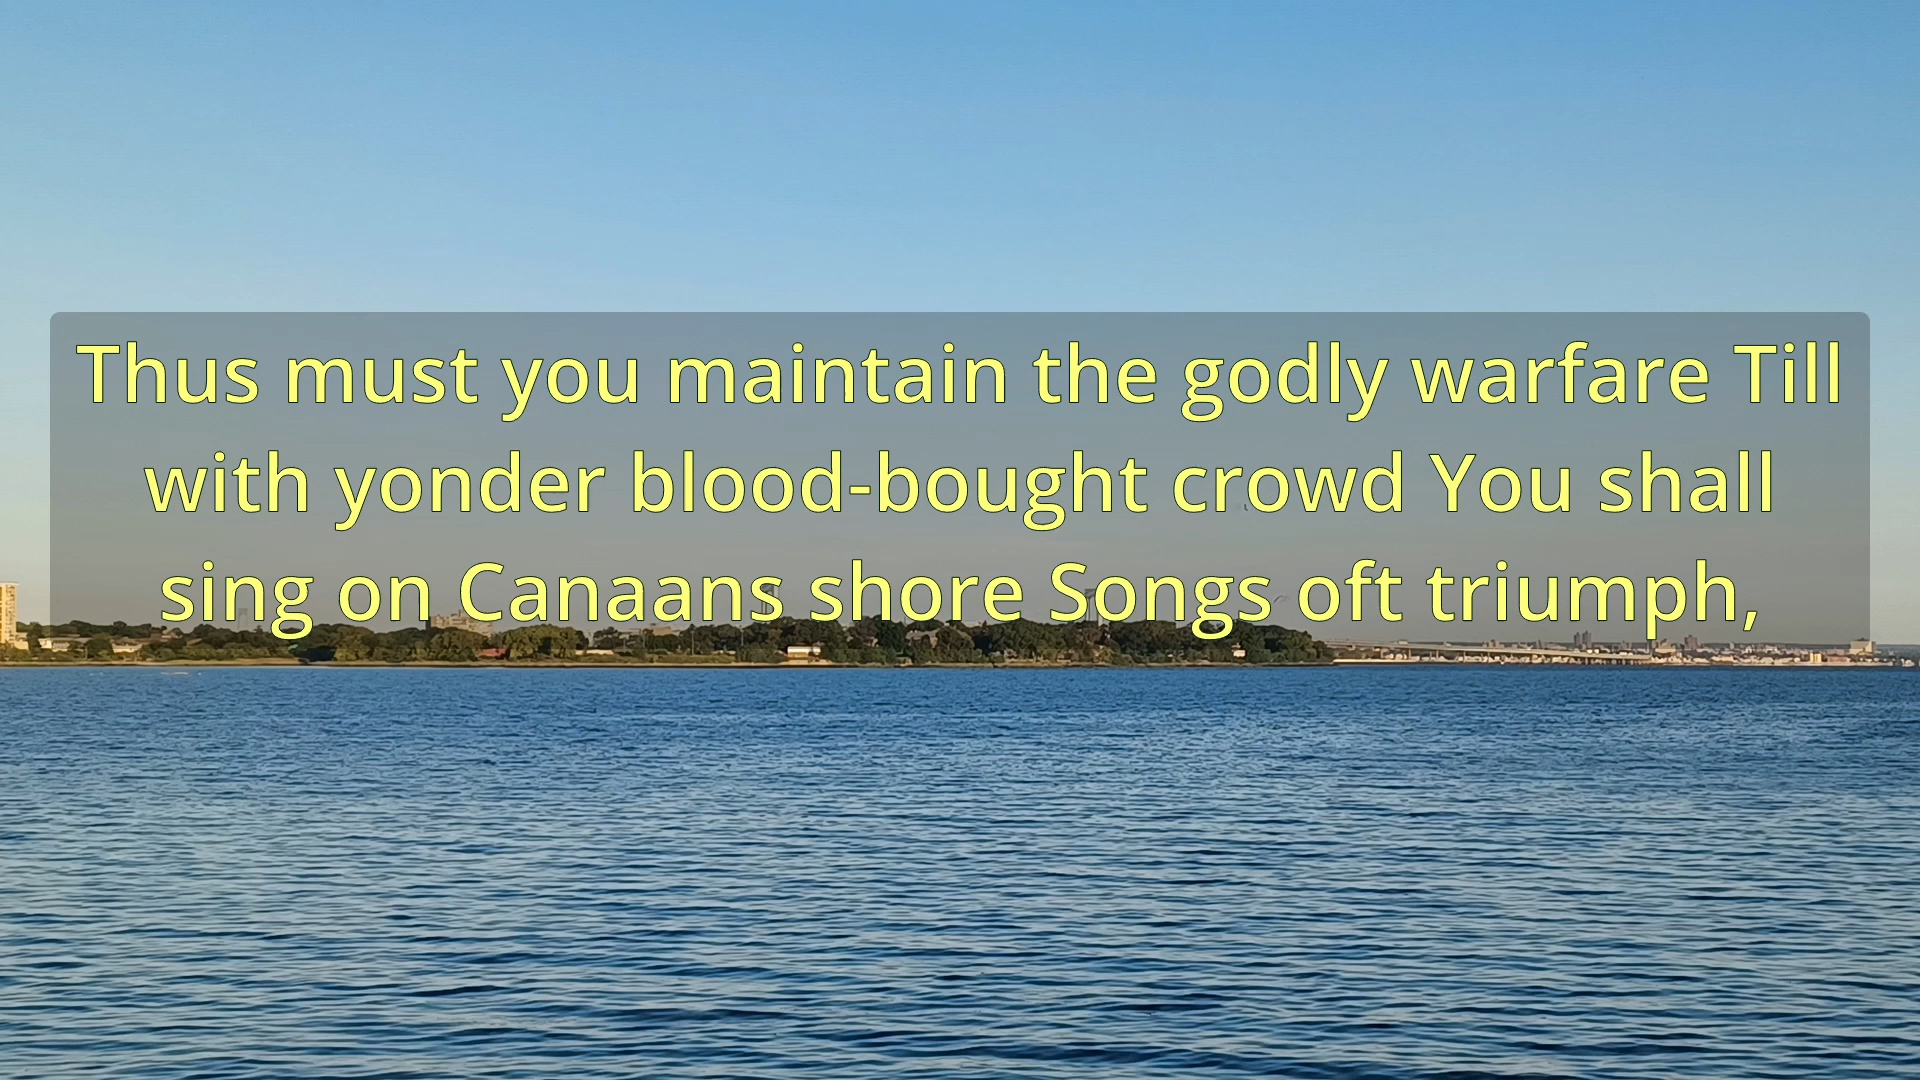 Thus must you maintain the godly warfare Till
with yonder blood-bought crowd You shall
sing on Canaans shore Songs oft triumph,